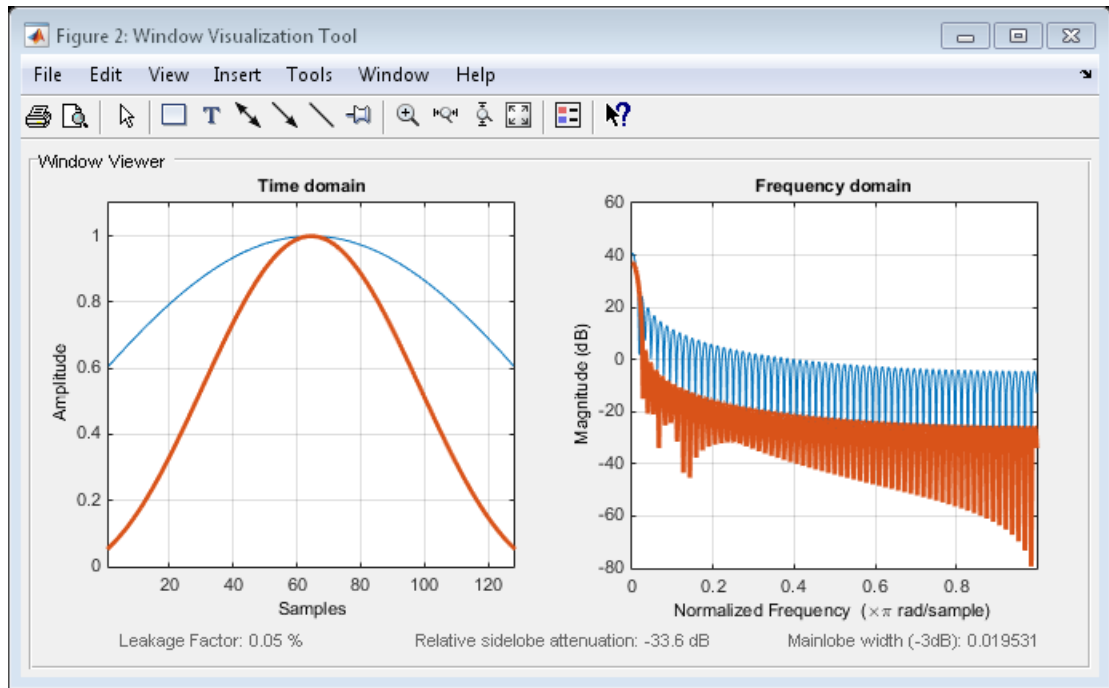 Figure 2: Window Visualization Tool
File Edit View Insert Tools Window Help
T
?
Window Viewer
Time domain
1
0.8
0.6
0.4
0.2
0
Amplitude
20 40 60 80 100 120
Samples
Frequency domain
60
40
20
0
-20
-40
-60
-80
Magnitude (dB)
0 0.2 0.4 0.6 0.8
Normalized Frequency (×π rad/sample)
Leakage Factor: 0.05 % Relative sidelobe attenuation: -33.6 dB Mainlobe width (-3dB): 0.019531